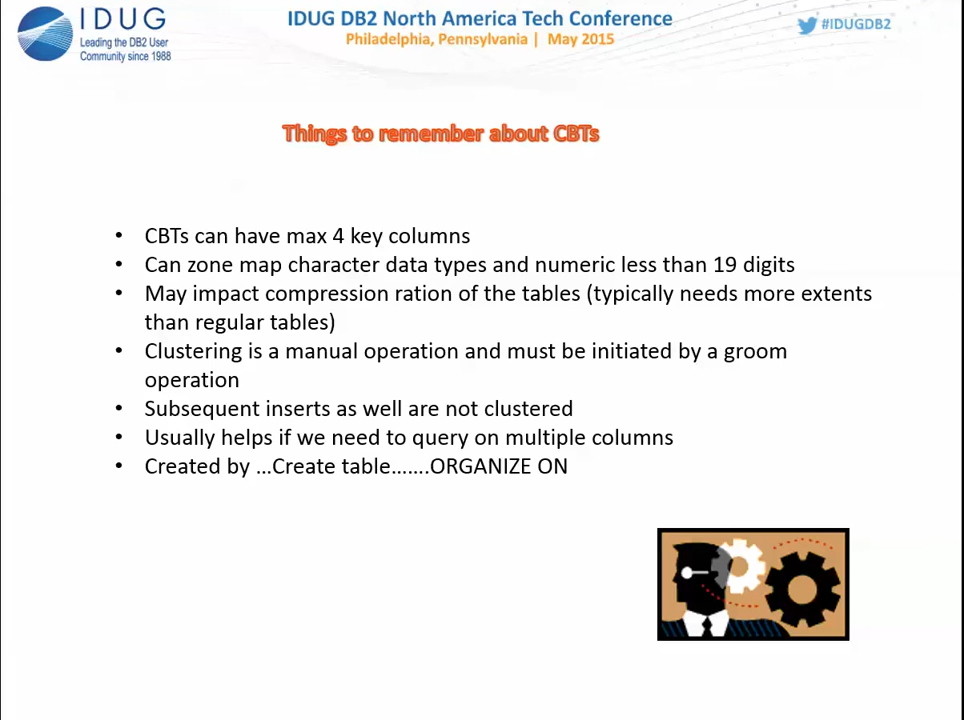 IDUG
Leading the DB2 User
Community since 1988
IDUG DB2 North America Tech Conference
Philadelphia, Pennsylvania | May 2015
#IDUGDB2
Things to remember about CBTs
• CBTs can have max 4 key columns
• Can zone map character data types and numeric less than 19 digits
• May impact compression ration of the tables (typically needs more extents
than regular tables)
• Clustering is a manual operation and must be initiated by a groom
operation
• Subsequent inserts as well are not clustered
• Usually helps if we need to query on multiple columns
• Created by …Create table…….ORGANIZE ON